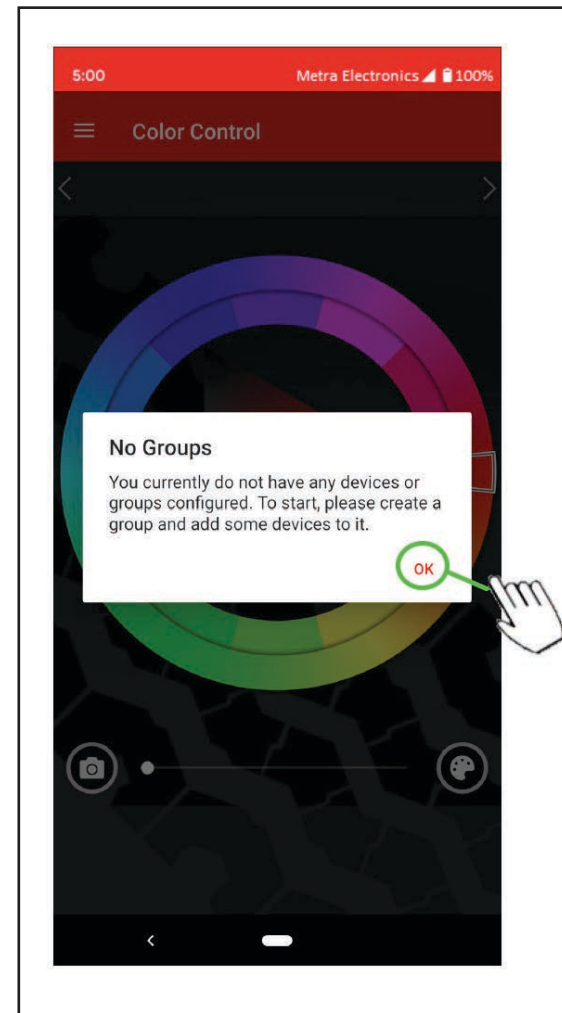 5:00 Metra Electronics 100%
Color Control
No Groups
You currently do not have any devices or
groups configured. To start, please create a
group and add some devices to it.
OK